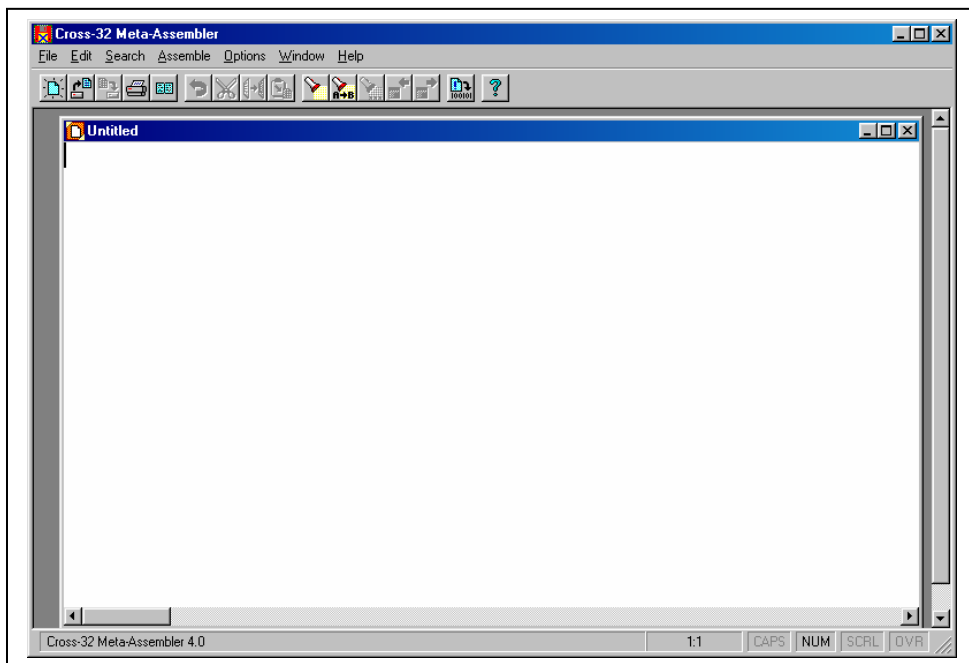 Cross-32 Meta-Assembler
File Edit Search Assemble Options Window Help
A→B 100101 ?
Untitled
Cross-32 Meta-Assembler 4.0 1:1 CAPS NUM SCRL OVR